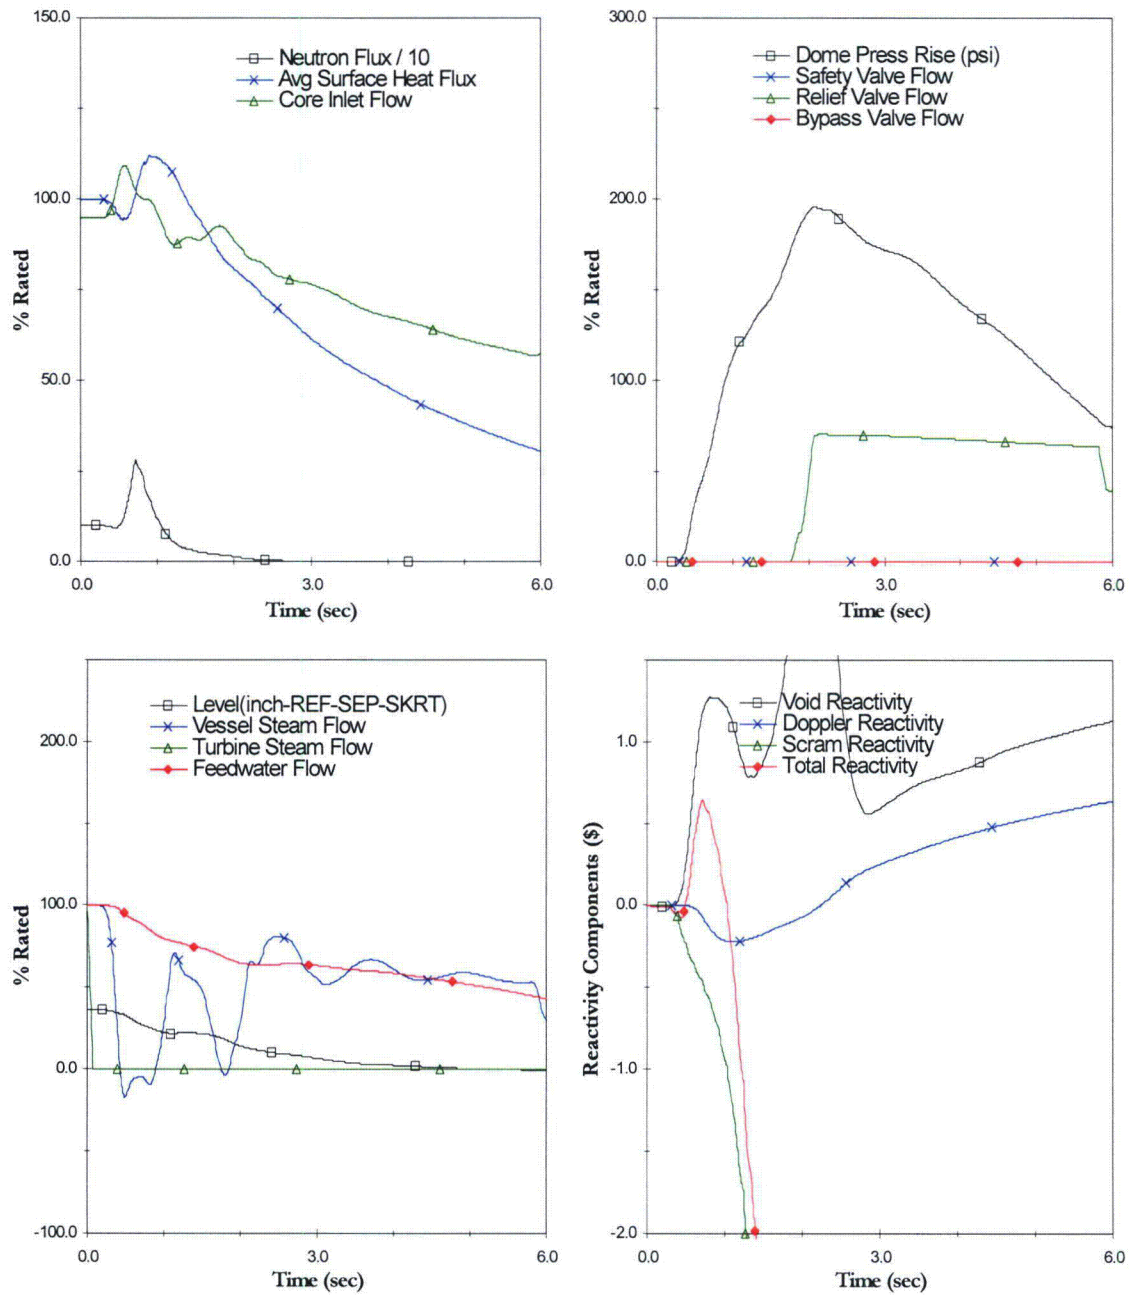 150.0
Neutron Flux / 10
Avg Surface Heat Flux
Core Inlet Flow
100.0
% Rated
50.0
0.0
0.0 3.0 6.0
Time (sec)
300.0
Dome Press Rise (psi)
Safety Valve Flow
Relief Valve Flow
Bypass Valve Flow
200.0
% Rated
100.0
0.0
0.0 3.0 6.0
Time (sec)
Level(inch-REF-SEP-SKRT)
Vessel Steam Flow
Turbine Steam Flow
Feedwater Flow
200.0
100.0
% Rated
0.0
-100.0
0.0 3.0 6.0
Time (sec)
Void Reactivity
Doppler Reactivity
Scram Reactivity
Total Reactivity
1.0
0.0
Reactivity Components ($)
-1.0
-2.0
0.0 3.0 6.0
Time (sec)